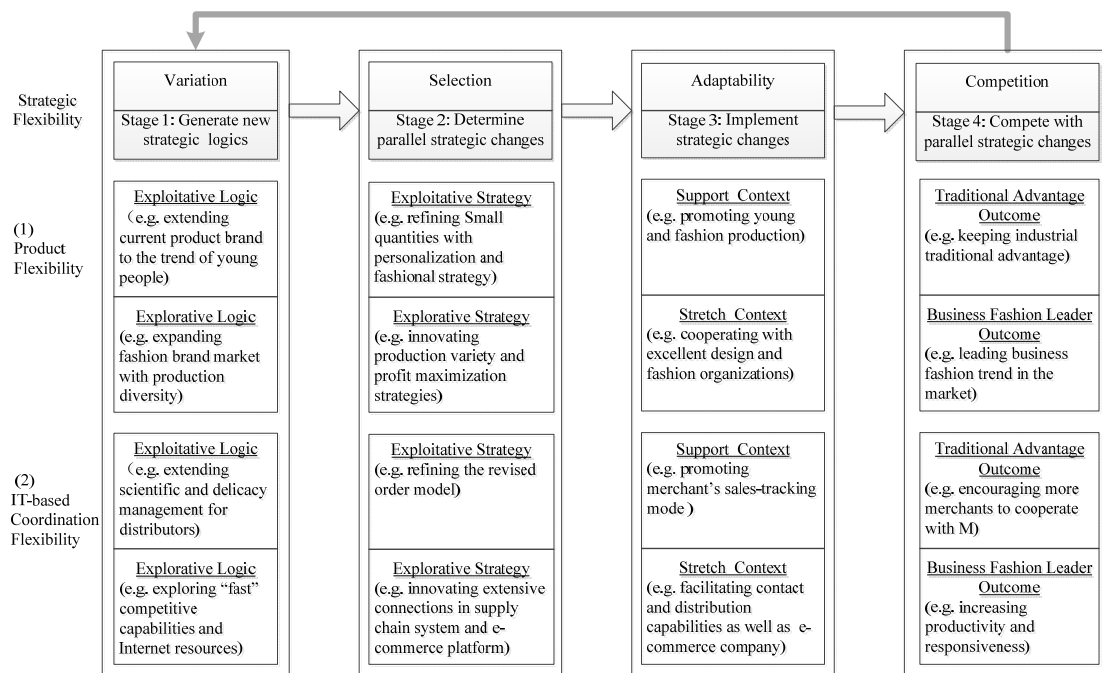 Strategic
Flexibility
Variation
Stage 1: Generate new
strategic logics
Selection
Stage 2: Determine
parallel strategic changes
Adaptability
Stage 3: Implement
strategic changes
Competition
Stage 4: Compete with
parallel strategic changes
(1)
Product
Flexibility
Exploitative Logic
(e.g. extending
current product brand
to the trend of young
people)
Exploitative Strategy
(e.g. refining Small
quantities with
personalization and
fashional strategy)
Support Context
(e.g. promoting young
and fashion production)
Traditional Advantage
Outcome
(e.g. keeping industrial
traditional advantage)
Explorative Logic
(e.g. expanding
fashion brand market
with production
diversity)
Explorative Strategy
(e.g. innovating
production variety and
profit maximization
strategies)
Stretch Context
(e.g. cooperating with
excellent design and
fashion organizations)
Business Fashion Leader
Outcome
(e.g. leading business
fashion trend in the
market)
(2)
IT-based
Coordination
Flexibility
Exploitative Logic
(e.g. extending
scientific and delicacy
management for
distributors)
Exploitative Strategy
(e.g. refining the revised
order model)
Support Context
(e.g. promoting
merchant's sales-tracking
mode )
Traditional Advantage
Outcome
(e.g. encouraging more
merchants to cooperate
with M)
Explorative Logic
(e.g. exploring “fast”
competitive
capabilities and
Internet resources)
Explorative Strategy
(e.g. innovating extensive
connections in supply
chain system and e-
commerce platform)
Stretch Context
(e.g. facilitating contact
and distribution
capabilities as well as e-
commerce company)
Business Fashion Leader
Outcome
(e.g. increasing
productivity and
responsiveness)